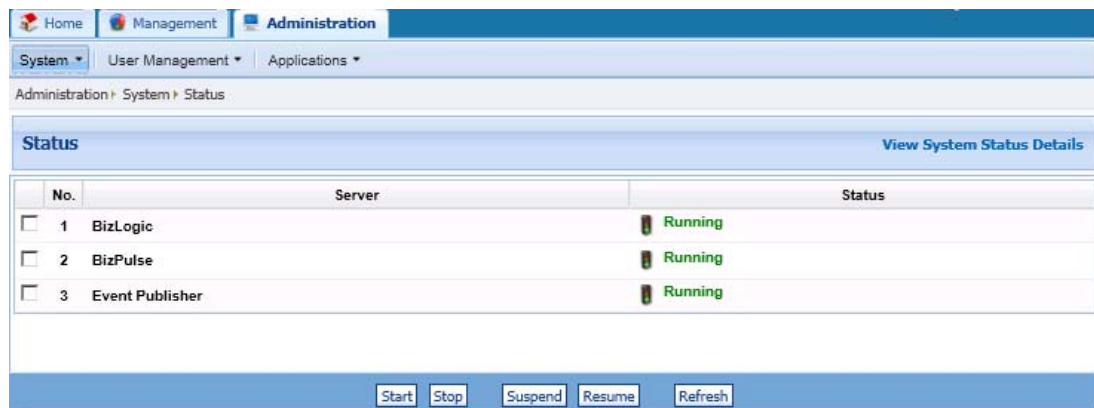 Home Management Administration
System User Management Applications
Administration System Status
Status View System Status Details
No. Server Status
1 BizLogic Running
2 BizPulse Running
3 Event Publisher Running
Start Stop Suspend Resume Refresh